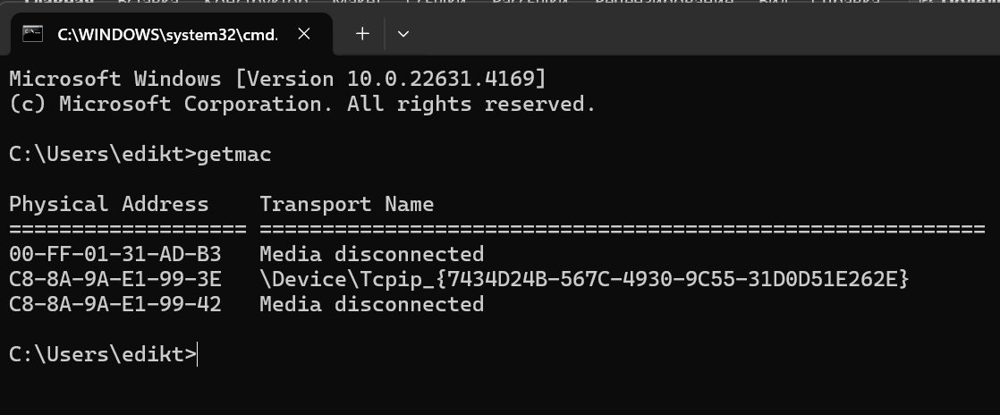 C:\WINDOWS\system32\cmd.
Microsoft Windows [Version 10.0.22631.4169]
(c) Microsoft Corporation. All rights reserved.
C:\Users\edikt>getmac
Physical Address    Transport Name
=================== ==========================================================
00-FF-01-31-AD-B3   Media disconnected
C8-8A-9A-E1-99-3E   \Device\Tcpip_{7434D24B-567C-4930-9C55-31D0D51E262E}
C8-8A-9A-E1-99-42   Media disconnected
C:\Users\edikt>